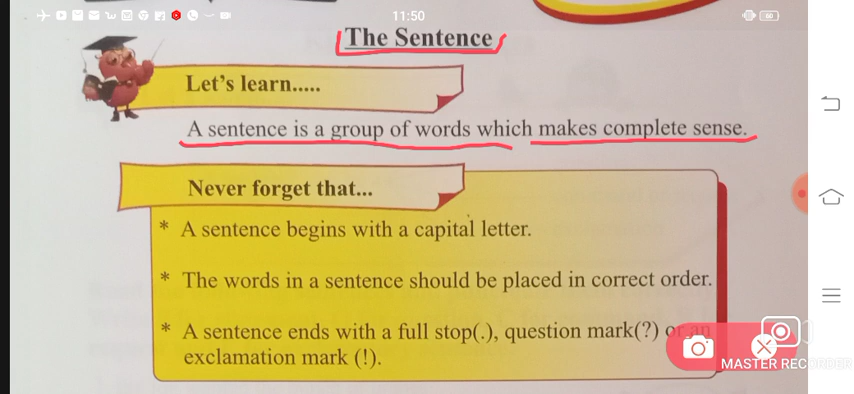 11:50
The Sentence
Let's learn.....
A sentence is a group of words which makes complete sense.
Never forget that...
* A sentence begins with a capital letter.
* The words in a sentence should be placed in correct order.
* A sentence ends with a full stop(.), question mark(?) or an
exclamation mark (!).
MASTER RECORDER